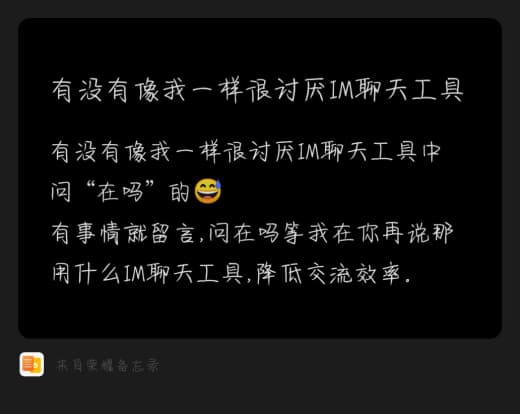 有没有像我一样很讨厌IM聊天工具
有没有像我一样很讨厌IM聊天工具中
问“在吗”的😅
有事情就留言,问在吗等我在你再说那
用什么IM聊天工具,降低交流效率.
来自荣耀备忘录